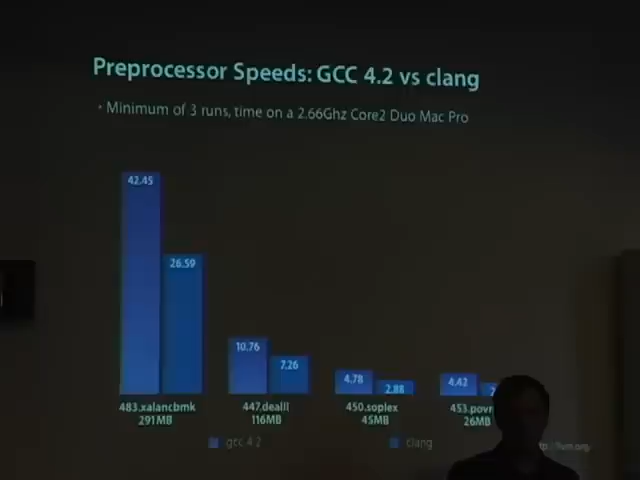 Preprocessor Speeds: GCC 4.2 vs clang
• Minimum of 3 runs, time on a 2.66Ghz Core2 Duo Mac Pro
42.45
26.59
10.76
7.26
4.78
2.88
4.42
483.xalancbmk
447.dealII
450.soplex
453.povr
291MB
116MB
45MB
26MB
gcc 4.2
clang